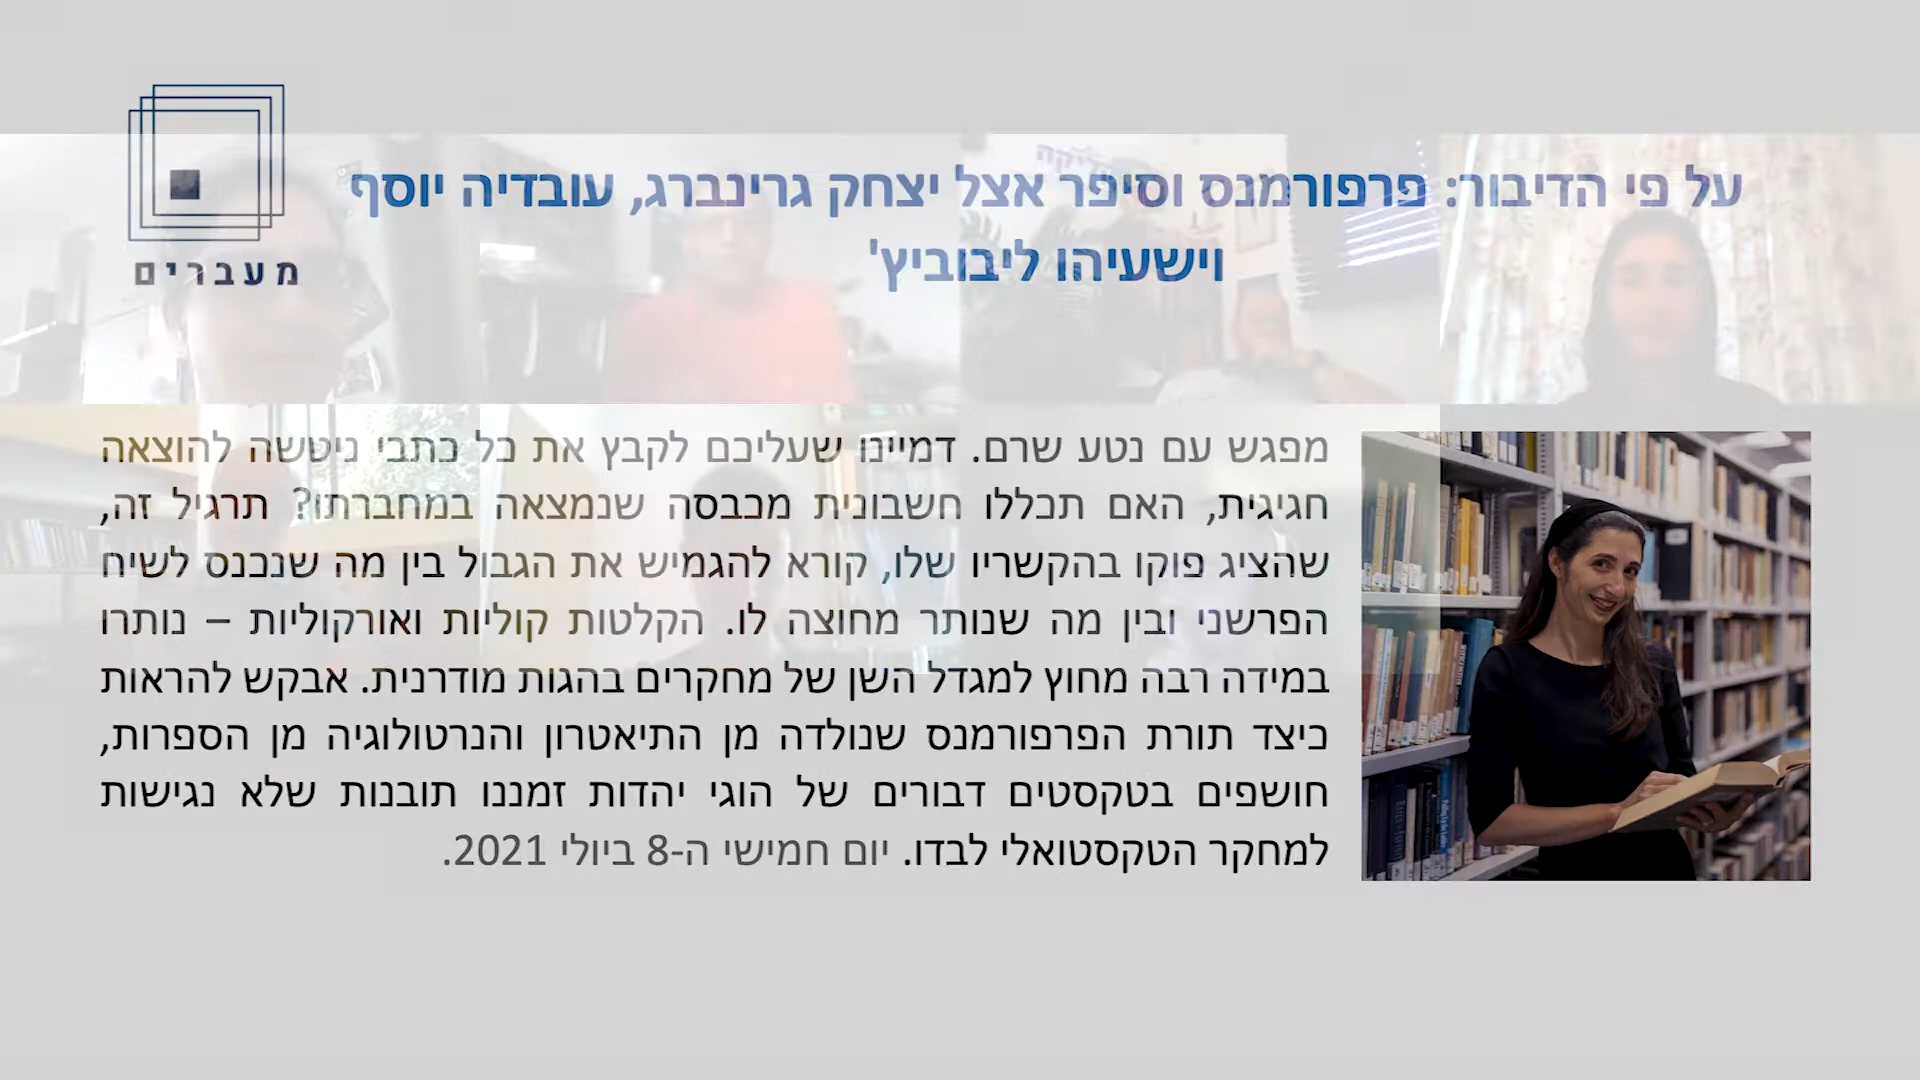 מעברים
על פי הדיבור: פרפורמנס וסיפר אצל יצחק גרינברג, עובדיה יוסף
וישעיהו ליבוביץ'
מפגש עם נטע שרם. דמיינו שעליכם לקבץ את כל כתבי ניטשה להוצאה
חגיגית, האם תכללו חשבונית מכבסה שנמצאה במחברתו? תרגיל זה,
שהציג פוקו בהקשריו שלו, קורא להגמיש את הגבול בין מה שנכנס לשיח
הפרשני ובין מה שנותר מחוצה לו. הקלטות קוליות ואורקוליות – נותרו
במידה רבה מחוץ למגדל השן של מחקרים בהגות מודרנית. אבקש להראות
כיצד תורת הפרפורמנס שנולדה מן התיאטרון והנרטולוגיה מן הספרות,
חושפים בטקסטים דבורים של הוגי יהדות זמננו תובנות שלא נגישות
למחקר הטקסטואלי לבדו. יום חמישי ה-8 ביולי 2021.